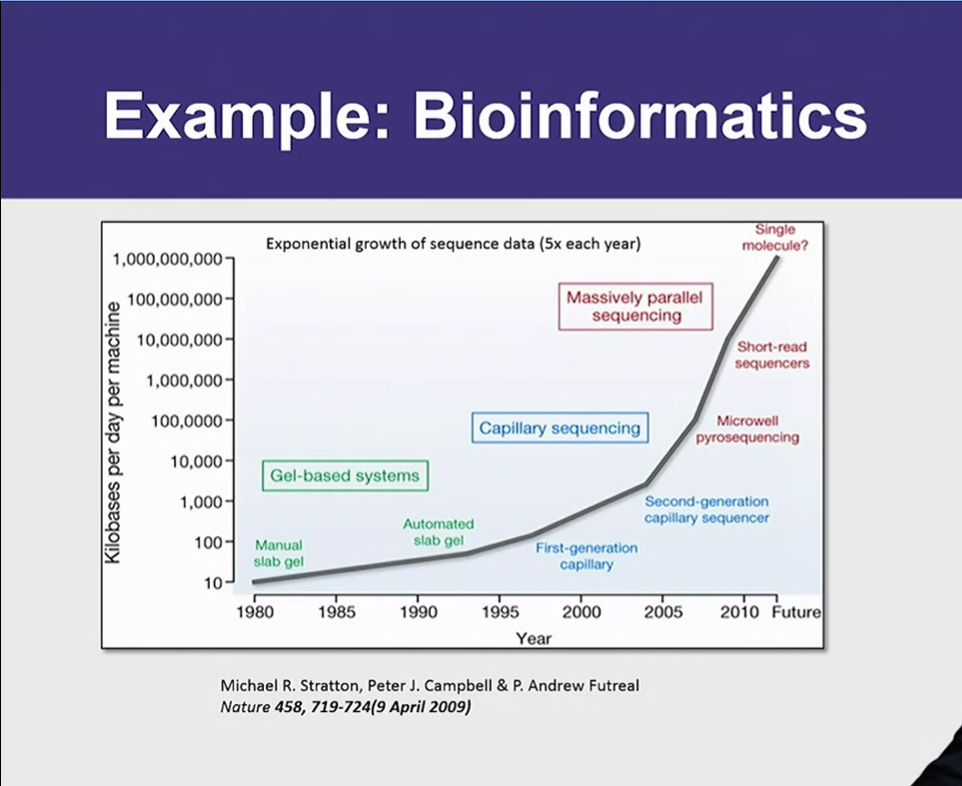 Example: Bioinformatics
Exponential growth of sequence data (5x each year)
Single
molecule?
1,000,000,000
100,000,000
10,000,000
1,000,000
100,0000
10,000
1,000
100
10
Kilobases per day per machine
Massively parallel
sequencing
Short-read
sequencers
Microwell
pyrosequencing
Capillary sequencing
Gel-based systems
Second-generation
capillary sequencer
Automated
slab gel
Manual
slab gel
First-generation
capillary
1980 1985 1990 1995 2000 2005 2010 Future
Year
Michael R. Stratton, Peter J. Campbell & P. Andrew Futreal
Nature 458, 719-724(9 April 2009)